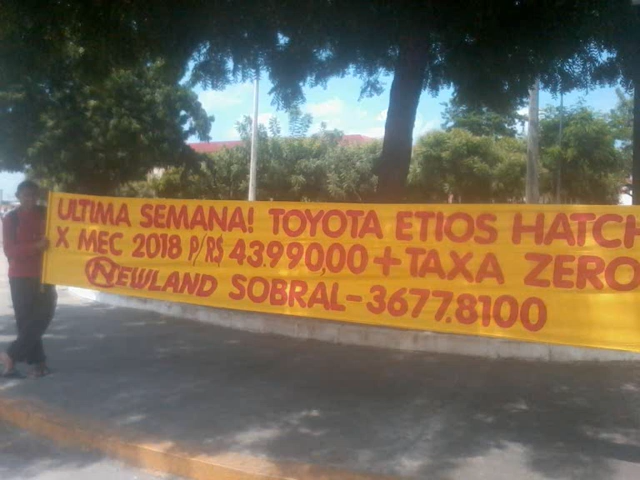 ULTIMA SEMANA! TOYOTA ETIOS HATCH
X MEC 2018 P/R$ 43.990,00 + TAXA ZERO
NEWLAND SOBRAL - 3677.8100